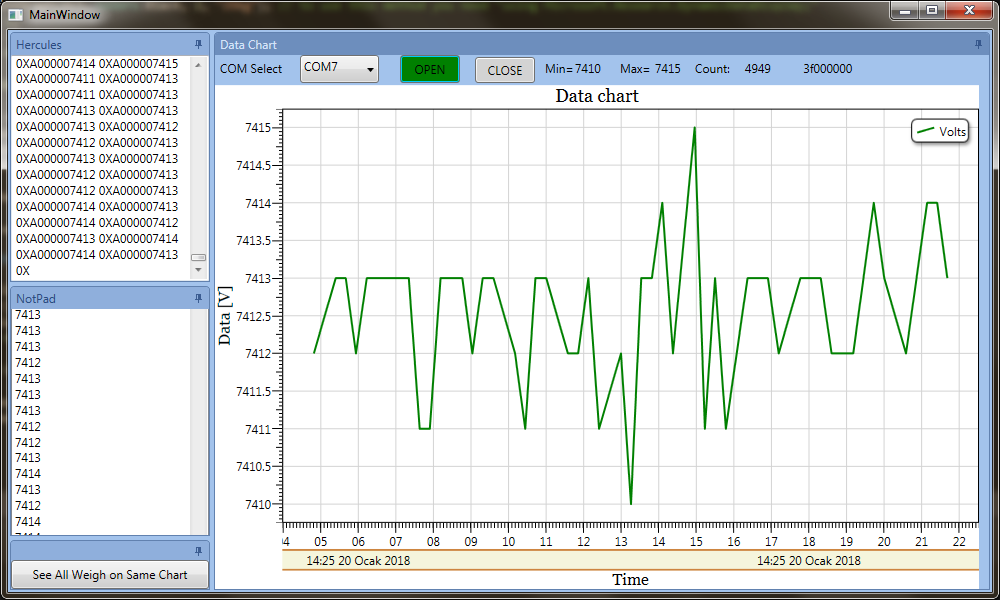 MainWindow
Hercules
0XA000007414 0XA000007415
0XA000007411 0XA000007413
0XA000007411 0XA000007413
0XA000007413 0XA000007413
0XA000007413 0XA000007412
0XA000007412 0XA000007413
0XA000007413 0XA000007413
0XA000007412 0XA000007413
0XA000007412 0XA000007413
0XA000007414 0XA000007413
0XA000007414 0XA000007412
0XA000007413 0XA000007414
0XA000007414 0XA000007413
0X
NotPad
7413
7413
7413
7412
7413
7413
7413
7412
7412
7413
7414
7413
7412
7414
See All Weigh on Same Chart
Data Chart
COM Select COM7 OPEN CLOSE Min= 7410 Max= 7415 Count: 4949 3f000000
Data chart
Volts
Data [V]
7415
7414.5
7414
7413.5
7413
7412.5
7412
7411.5
7411
7410.5
7410
04 05 06 07 08 09 10 11 12 13 14 15 16 17 18 19 20 21 22
14:25 20 Ocak 2018 14:25 20 Ocak 2018
Time